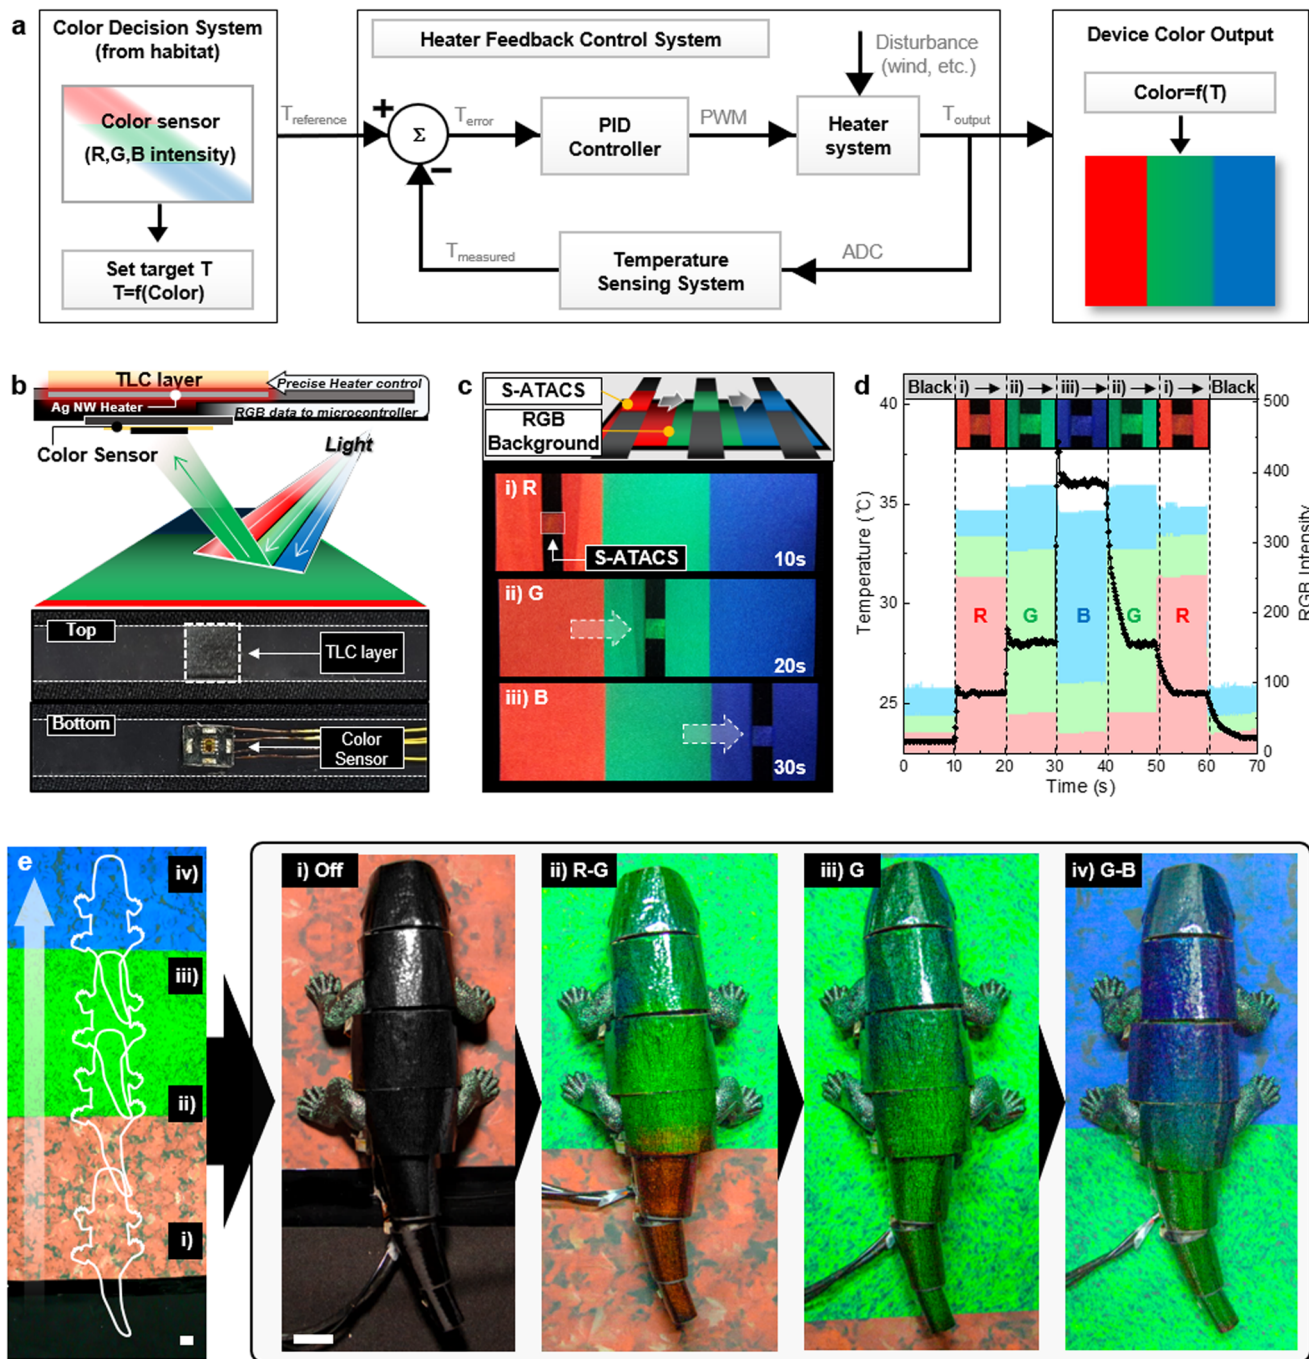 a
Color Decision System
(from habitat)
Color sensor
(R,G,B intensity)
Set target T
T=f(Color)
Treference
+
Σ
−
Heater Feedback Control System
Terror
PID
Controller
PWM
Disturbance
(wind, etc.)
Heater
system
Toutput
Tmeasured
Temperature
Sensing System
ADC
Device Color Output
Color=f(T)
b
TLC layer
Precise Heater control
Ag NW Heater
RGB data to microcontroller
Color Sensor
Light
Top
TLC layer
Bottom
Color
Sensor
c
S-ATACS
RGB
Background
i) R
S-ATACS
10s
ii) G
20s
iii) B
30s
d
Black
i)
ii)
iii)
ii)
i)
Black
40
35
30
25
Temperature (℃)
500
400
300
200
100
0
RGB Intensity
R
G
B
G
R
0
10
20
30
40
50
60
70
Time (s)
e
iv)
iii)
ii)
i)
i) Off
ii) R-G
iii) G
iv) G-B